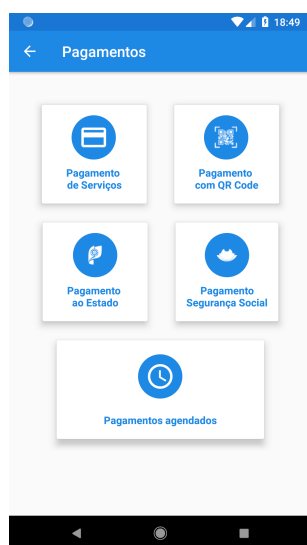 18:49
Pagamentos
Pagamento
de Serviços
Pagamento
com QR Code
Pagamento
ao Estado
Pagamento
Segurança Social
Pagamentos agendados